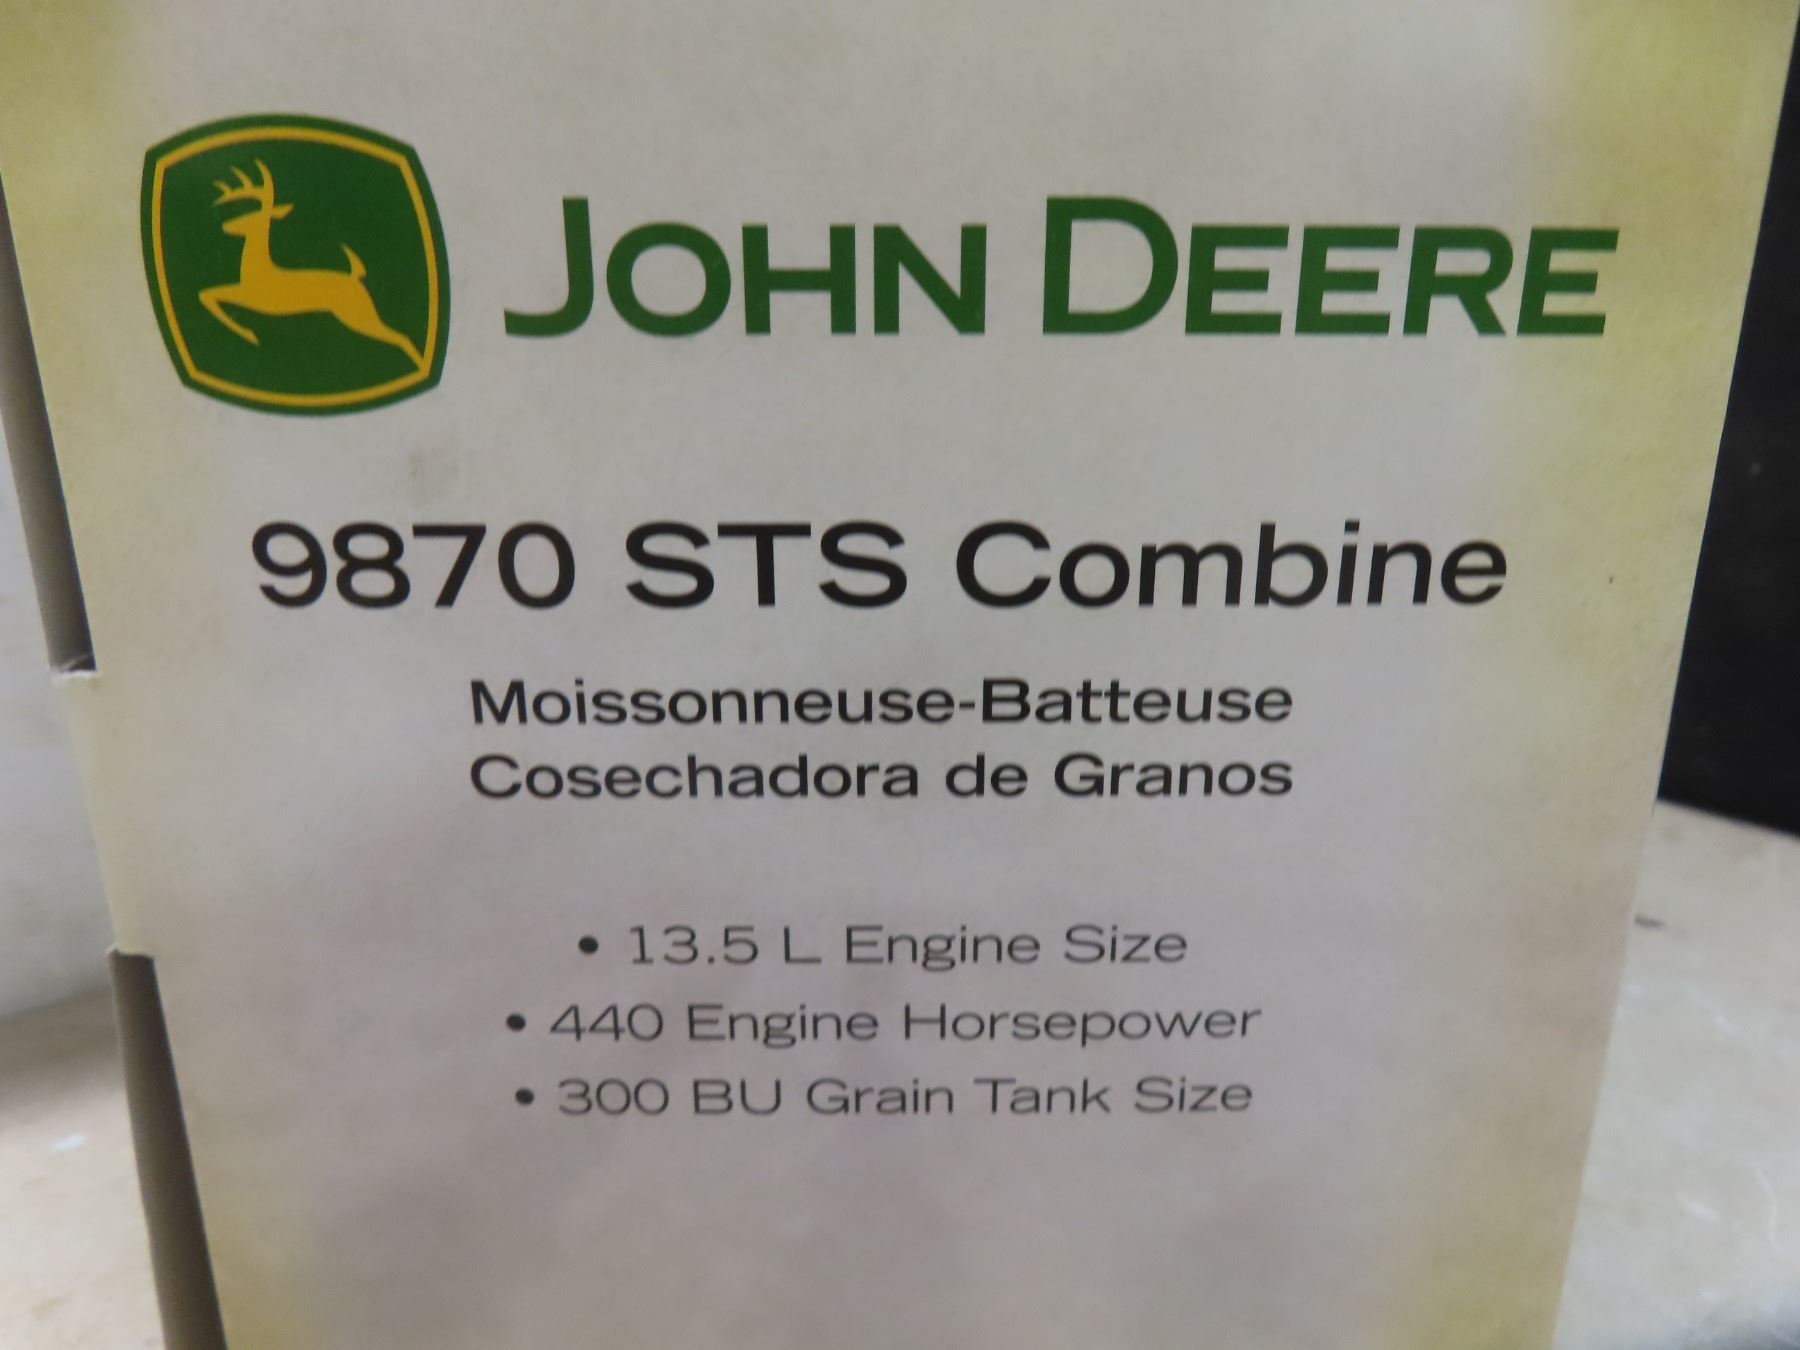 JOHN DEERE
9870 STS Combine
Moissonneuse-Batteuse
Cosechadora de Granos
• 13.5 L Engine Size
• 440 Engine Horsepower
• 300 BU Grain Tank Size